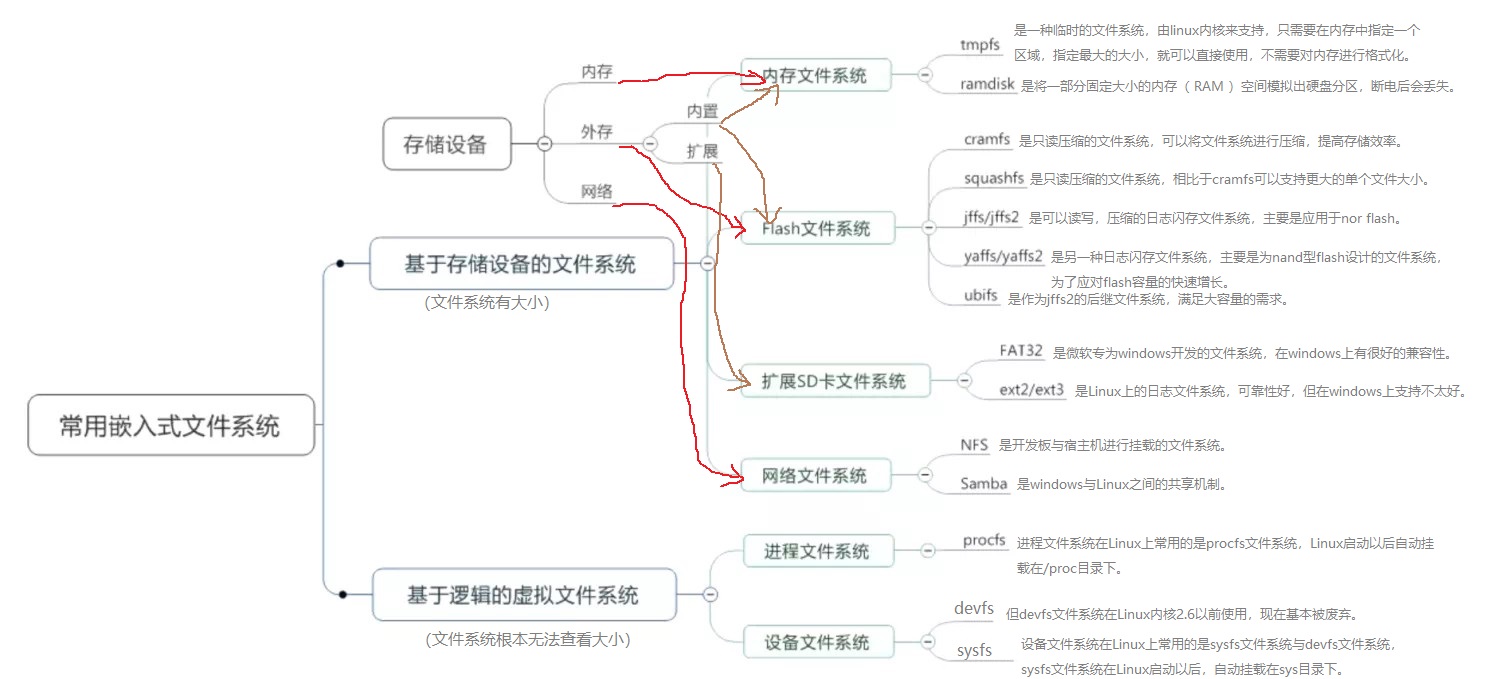 是一种临时的文件系统，由linux内核来支持，只需要在内存中指定一个
tmpfs
区域，指定最大的大小，就可以直接使用，不需要对内存进行格式化。
内存
内存文件系统
ramdisk 是将一部分固定大小的内存（ RAM ）空间模拟出硬盘分区，断电后会丢失。
内置
存储设备
外存
扩展
网络
cramfs 是只读压缩的文件系统，可以将文件系统进行压缩，提高存储效率。
squashfs 是只读压缩的文件系统，相比于cramfs可以支持更大的单个文件大小。
jffs/jffs2 是可以读写，压缩的日志闪存文件系统，主要是应用于nor flash。
Flash文件系统
yaffs/yaffs2 是另一种日志闪存文件系统，主要是为nand型flash设计的文件系统，
为了应对flash容量的快速增长。
ubifs 是作为jffs2的后继文件系统，满足大容量的需求。
基于存储设备的文件系统
(文件系统有大小)
FAT32 是微软专为windows开发的文件系统，在windows上有很好的兼容性。
扩展SD卡文件系统
ext2/ext3 是Linux上的日志文件系统，可靠性好，但在windows上支持不太好。
常用嵌入式文件系统
NFS 是开发板与宿主机进行挂载的文件系统。
网络文件系统
Samba 是windows与Linux之间的共享机制。
进程文件系统
procfs 进程文件系统在Linux上常用的是procfs文件系统，Linux启动以后自动挂
载在/proc目录下。
基于逻辑的虚拟文件系统
(文件系统根本无法查看大小)
devfs 但devfs文件系统在Linux内核2.6以前使用，现在基本被废弃。
设备文件系统
sysfs 设备文件系统在Linux上常用的是sysfs文件系统与devfs文件系统，
sysfs文件系统在Linux启动以后，自动挂载在sys目录下。